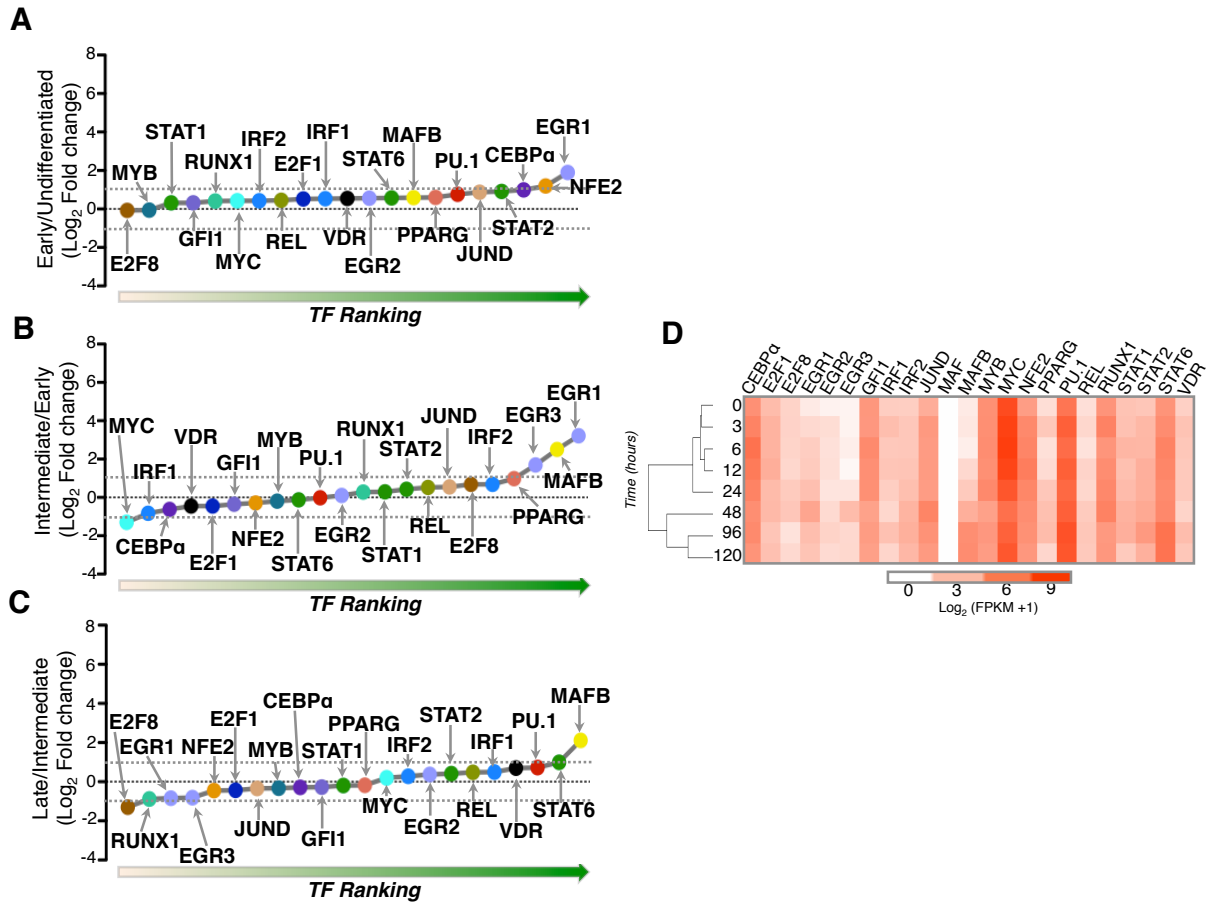 A
Early/Undifferentiated
(Log2 Fold change)
8
6
4
2
0
-2
-4
MYB
STAT1
RUNX1
IRF2
E2F1
IRF1
STAT6
MAFB
PU.1
CEBPα
EGR1
NFE2
E2F8
GFI1
MYC
REL
VDR
EGR2
PPARG
JUND
STAT2
TF Ranking
B
Intermediate/Early
(Log2 Fold change)
8
6
4
2
0
-2
-4
MYC
IRF1
VDR
GFI1
MYB
PU.1
RUNX1
STAT2
JUND
IRF2
EGR3
EGR1
MAFB
PPARG
CEBPα
E2F1
NFE2
STAT6
EGR2
STAT1
REL
E2F8
TF Ranking
C
Late/Intermediate
(Log2 Fold change)
8
6
4
2
0
-2
-4
E2F8
EGR1
NFE2
E2F1
MYB
CEBPα
STAT1
PPARG
IRF2
STAT2
IRF1
PU.1
MAFB
RUNX1
EGR3
JUND
GFI1
MYC
EGR2
REL
VDR
STAT6
TF Ranking
D
CEBPα
E2F1
E2F8
EGR1
EGR2
EGR3
GFI1
IRF1
IRF2
JUND
MAF
MAFB
MYB
MYC
NFE2
PPARG
PU.1
REL
RUNX1
STAT1
STAT2
STAT6
VDR
Time (hours)
0
3
6
12
24
48
96
120
0 3 6 9
Log2 (FPKM +1)